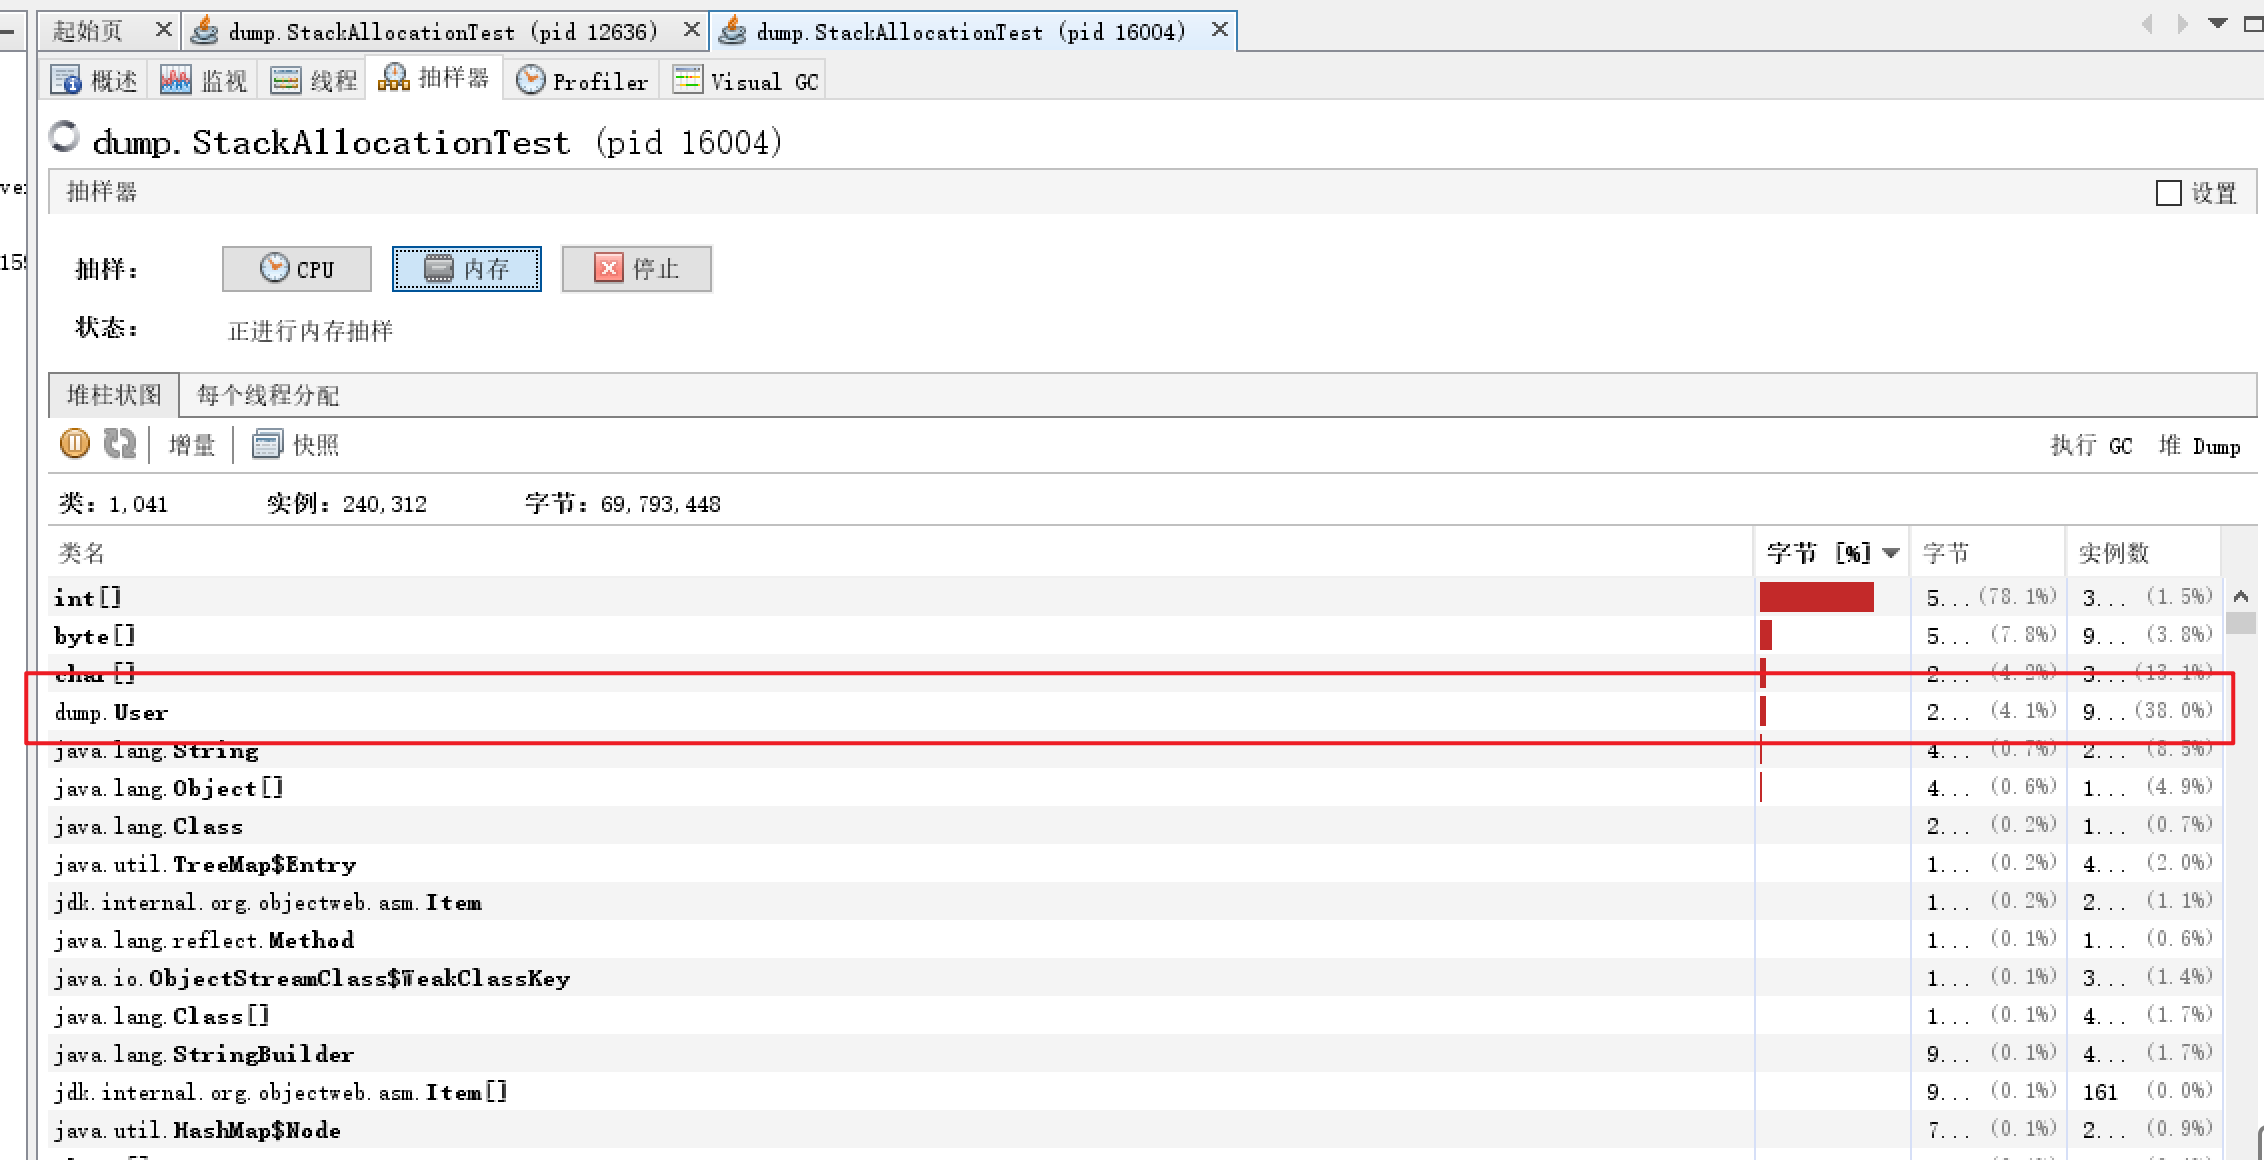 起始页 dump.StackAllocationTest (pid 12636) dump.StackAllocationTest (pid 16004)
概述 监视 线程 抽样器 Profiler Visual GC
dump.StackAllocationTest (pid 16004)
抽样器 设置
抽样: CPU 内存 停止
状态: 正进行内存抽样
堆柱状图 每个线程分配
增量 快照 执行 GC 堆 Dump
类: 1,041 实例: 240,312 字节: 69,793,448
类名 字节 [%] 字节 实例数
int[] 5... (78.1%) 3... (1.5%)
byte[] 5... (7.8%) 9... (3.8%)
char[] 2... (4.2%) 3... (13.1%)
dump.User 2... (4.1%) 9... (38.0%)
java.lang.String 4... (0.7%) 2... (8.5%)
java.lang.Object[] 4... (0.6%) 1... (4.9%)
java.lang.Class 2... (0.2%) 1... (0.7%)
java.util.TreeMap$Entry 1... (0.2%) 4... (2.0%)
jdk.internal.org.objectweb.asm.Item 1... (0.2%) 2... (1.1%)
java.lang.reflect.Method 1... (0.1%) 1... (0.6%)
java.io.ObjectStreamClass$WeakClassKey 1... (0.1%) 3... (1.4%)
java.lang.Class[] 1... (0.1%) 4... (1.7%)
java.lang.StringBuilder 9... (0.1%) 4... (1.7%)
jdk.internal.org.objectweb.asm.Item[] 9... (0.1%) 161 (0.0%)
java.util.HashMap$Node 7... (0.1%) 2... (0.9%)